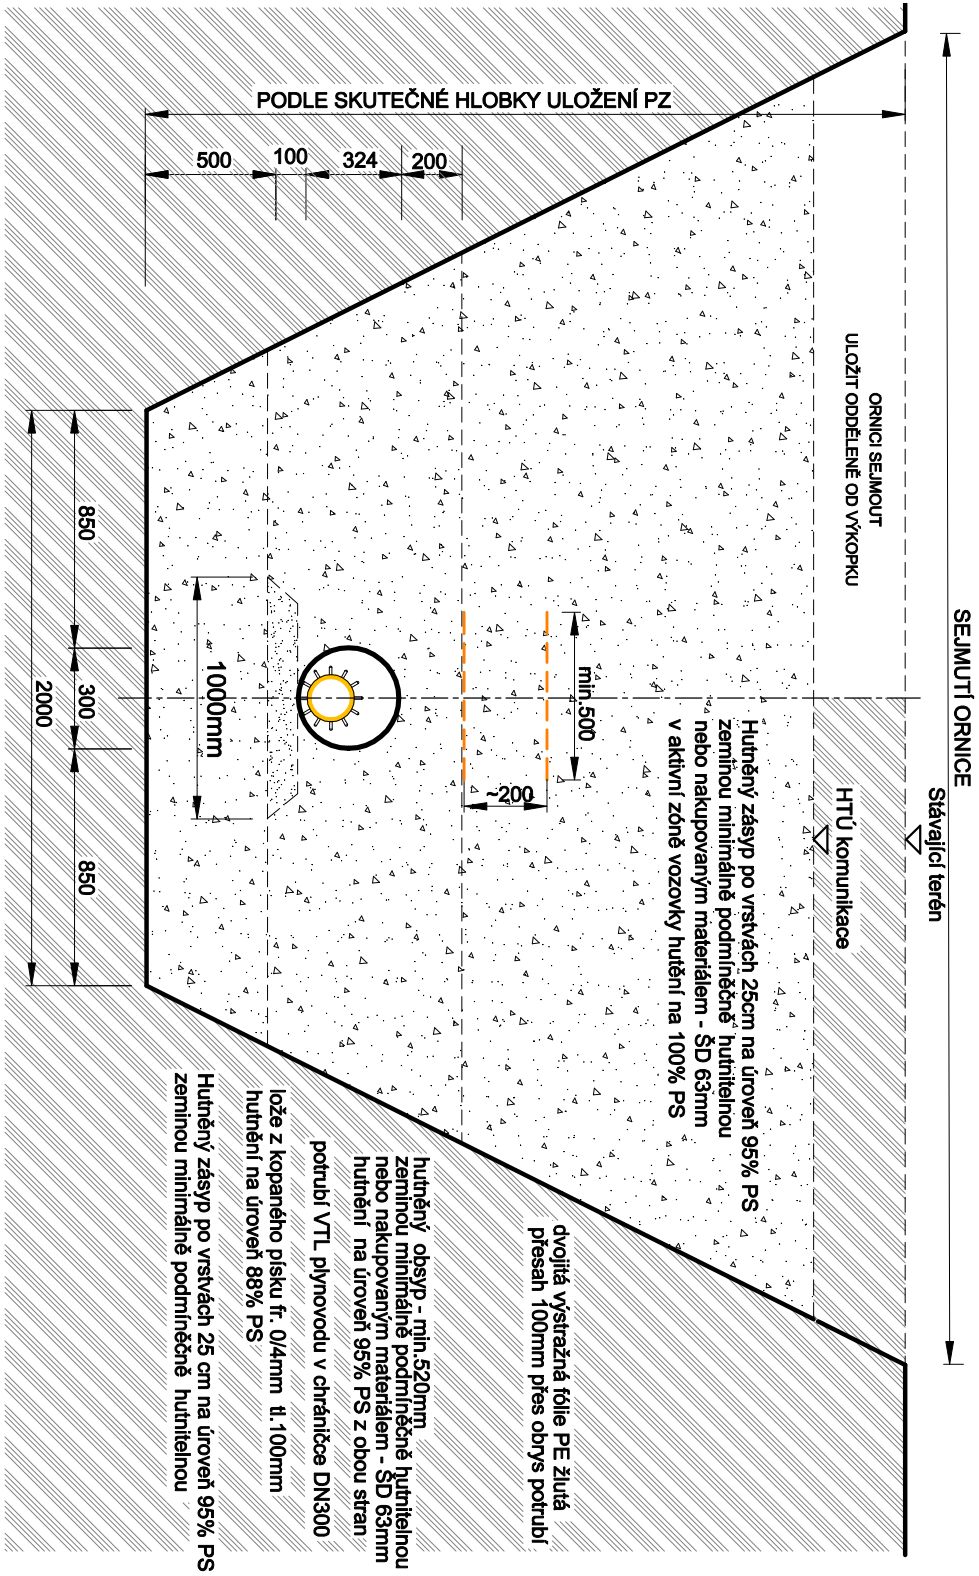 SEJMUTÍ ORNICE
Stávající terén
HTÚ komunikace
ORNICI SEJMOUT
ULOŽIT ODDĚLENĚ OD VÝKOPKU
PODLE SKUTEČNÉ HLOBKY ULOŽENÍ PZ
200
324
100
500
Hutněný zásyp po vrstvách 25cm na úroveň 95% PS
zeminou minimálně podmíněčně hutnitelnou
nebo nakupovaným materiálem - ŠD 63mm
v aktivní zóně vozovky hutění na 100% PS
min.500
~200
dvojitá výstražná fólie PE žlutá
přesah 100mm přes obrys potrubí
hutněný obsyp - min.520mm
zeminou minimálně podmíněčně hutnitelnou
nebo nakupovaným materiálem - ŠD 63mm
hutnění na úroveň 95% PS z obou stran
potrubí VTL plynovodu v chráničce DN300
lože z kopaného písku fr. 0/4mm tl.100mm
hutnění na úroveň 88% PS
Hutněný zásyp po vrstvách 25 cm na úroveň 95% PS
zeminou minimálně podmíněčně hutnitelnou
1000mm
850
300
850
2000